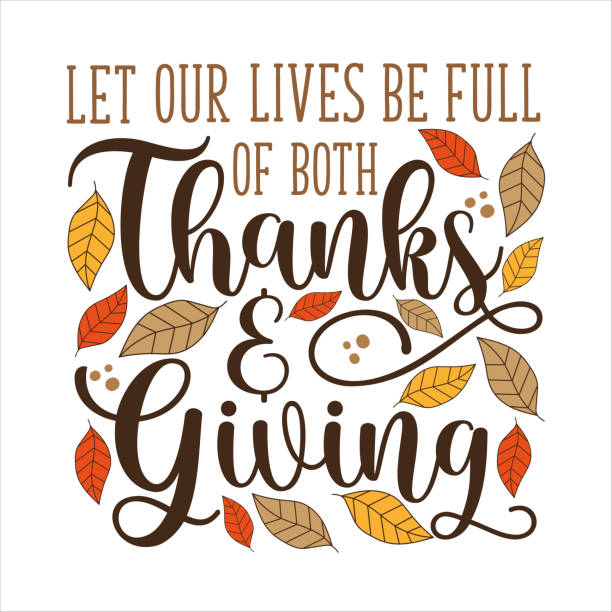 LET OUR LIVES BE FULL
OF BOTH
Thanks
&
Giving